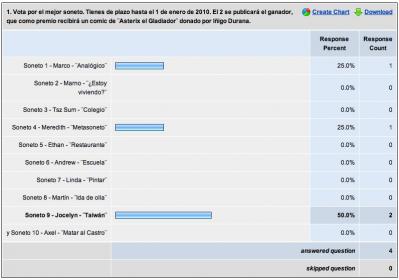 1. Vota por el mejor soneto. Tienes de plazo hasta el 1 de enero de 2010. El 2 se publicará el ganador,
que como premio recibirá un comic de ¨Asterix el Gladiador¨ donado por Iñigo Durana.
Create Chart Download
Response Percent
Response Count
Soneto 1 - Marco - ¨Analógico¨ 25.0% 1
Soneto 2 - Marno - ¨¿Estoy
viviendo?¨ 0.0% 0
Soneto 3 - Tsz Sum - ¨Colegio¨ 0.0% 0
Soneto 4 - Meredith - ¨Metasoneto¨ 25.0% 1
Soneto 5 - Ethan - ¨Restaurante¨ 0.0% 0
Soneto 6 - Andrew - ¨Escuela¨ 0.0% 0
Soneto 7 - Linda - ¨Pintar¨ 0.0% 0
Soneto 8 - Martín - ¨Ida de olla¨ 0.0% 0
Soneto 9 - Jocelyn - ¨Taiwán¨ 50.0% 2
y Soneto 10 - Axel - ¨Matar al Castro¨ 0.0% 0
answered question 4
skipped question 0